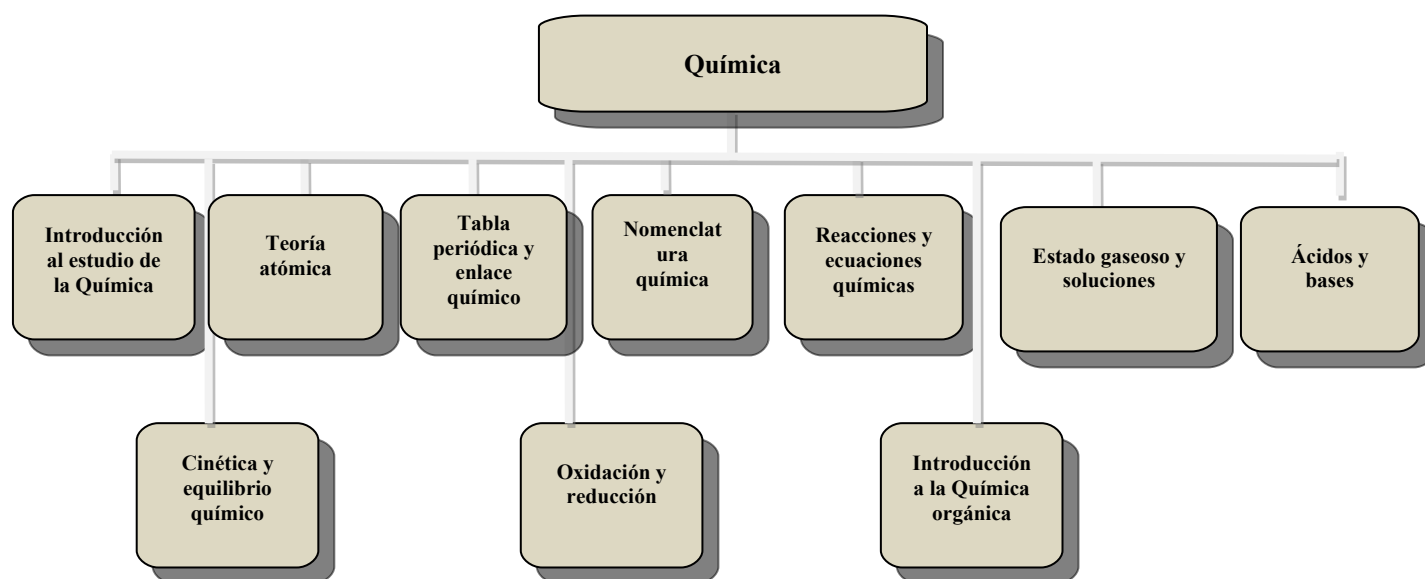 Química
Introducción
al estudio de
la Química
Teoría
atómica
Tabla
periódica y
enlace
químico
Nomenclat
ura
química
Reacciones y
ecuaciones
químicas
Estado gaseoso y
soluciones
Ácidos y
bases
Cinética y
equilibrio
químico
Oxidación y
reducción
Introducción
a la Química
orgánica